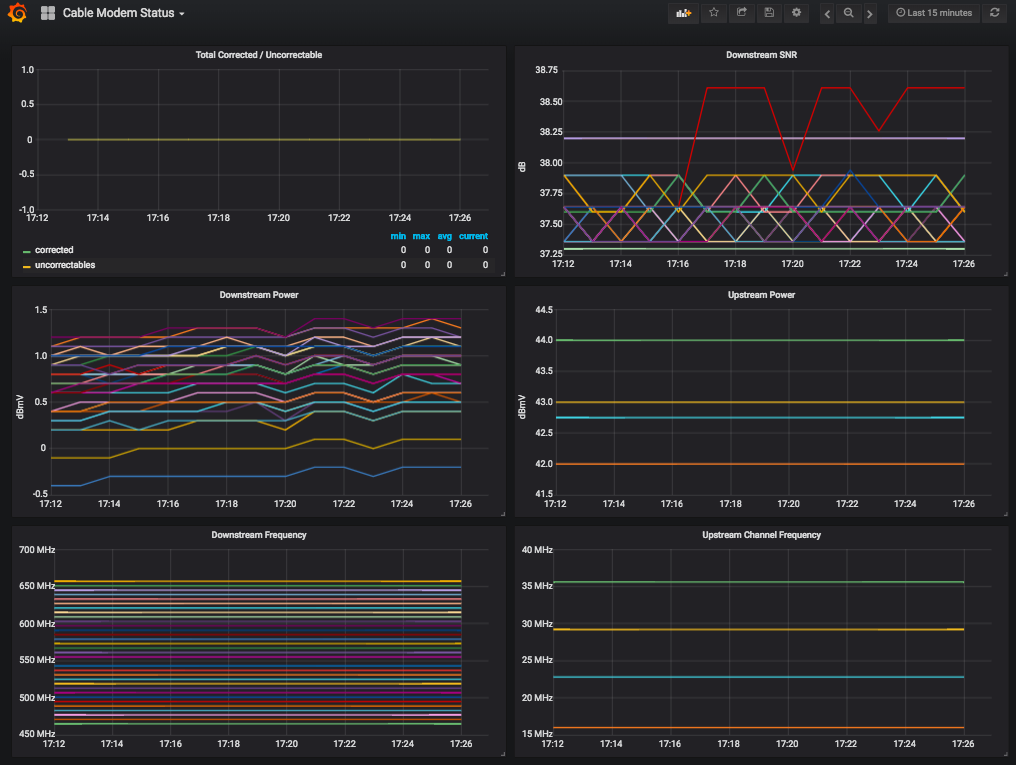 Cable Modem Status
Last 15 minutes
Total Corrected / Uncorrectable
1.0
0.5
0
-0.5
-1.0
17:12 17:14 17:16 17:18 17:20 17:22 17:24 17:26
min max avg current
corrected 0 0 0 0
uncorrectables 0 0 0 0
Downstream SNR
dB
38.75
38.50
38.25
38.00
37.75
37.50
37.25
17:12 17:14 17:16 17:18 17:20 17:22 17:24 17:26
Downstream Power
dBmV
1.5
1.0
0.5
0
-0.5
17:12 17:14 17:16 17:18 17:20 17:22 17:24 17:26
Upstream Power
dBmV
44.5
44.0
43.5
43.0
42.5
42.0
41.5
17:12 17:14 17:16 17:18 17:20 17:22 17:24 17:26
Downstream Frequency
700 MHz
650 MHz
600 MHz
550 MHz
500 MHz
450 MHz
17:12 17:14 17:16 17:18 17:20 17:22 17:24 17:26
Upstream Channel Frequency
40 MHz
35 MHz
30 MHz
25 MHz
20 MHz
15 MHz
17:12 17:14 17:16 17:18 17:20 17:22 17:24 17:26